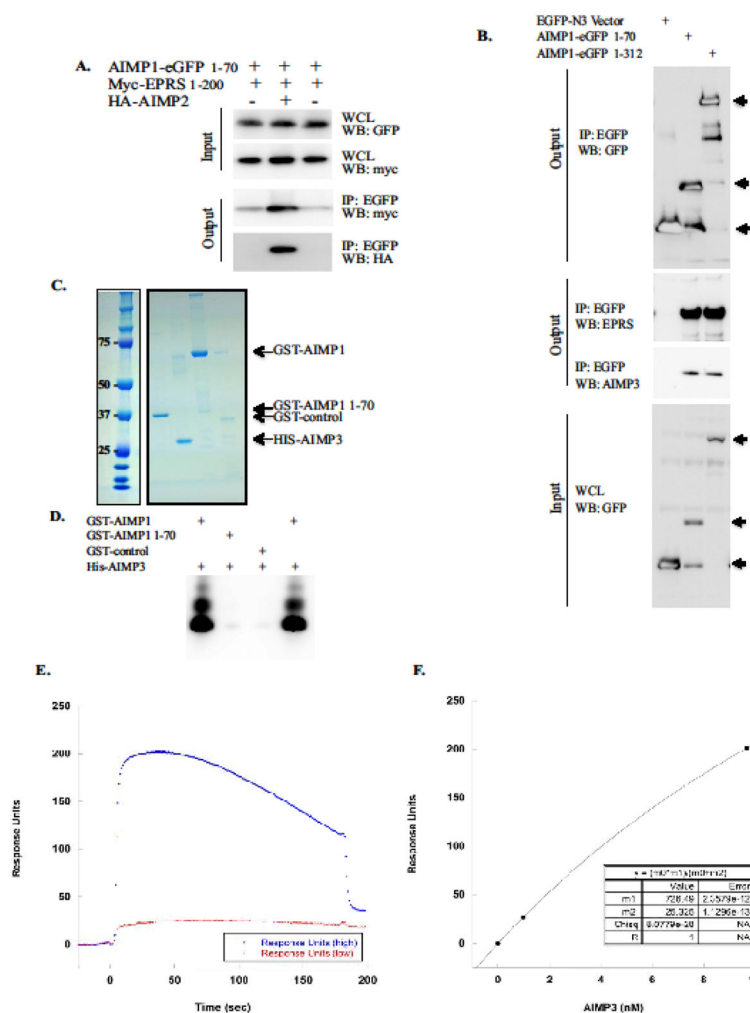 A.
AIMP1-eGFP 1-70 + + +
Myc-EPRS 1-200 + + +
HA-AIMP2 - + -
Input
WCL
WB: GFP
WCL
WB: myc
Output
IP: EGFP
WB: myc
IP: EGFP
WB: HA
B.
EGFP-N3 Vector +
AIMP1-eGFP 1-70 +
AIMP1-eGFP 1-312 +
Output
IP: EGFP
WB: GFP
Output
IP: EGFP
WB: EPRS
IP: EGFP
WB: AIMP3
Input
WCL
WB: GFP
C.
75
50
37
25
GST-AIMP1
GST-AIMP1 1-70
GST-control
HIS-AIMP3
D.
GST-AIMP1 + +
GST-AIMP1 1-70 +
GST-control +
His-AIMP3 + + + +
E.
Response Units
250
200
150
100
50
0
Response Units (high)
Response Units (low)
0 50 100 150 200
Time (sec)
F.
Response Units
250
200
150
100
50
0
Value Error
m1
m2
Chisq NA
R 1 NA
0 2 4 6 8
AIMP3 (nM)